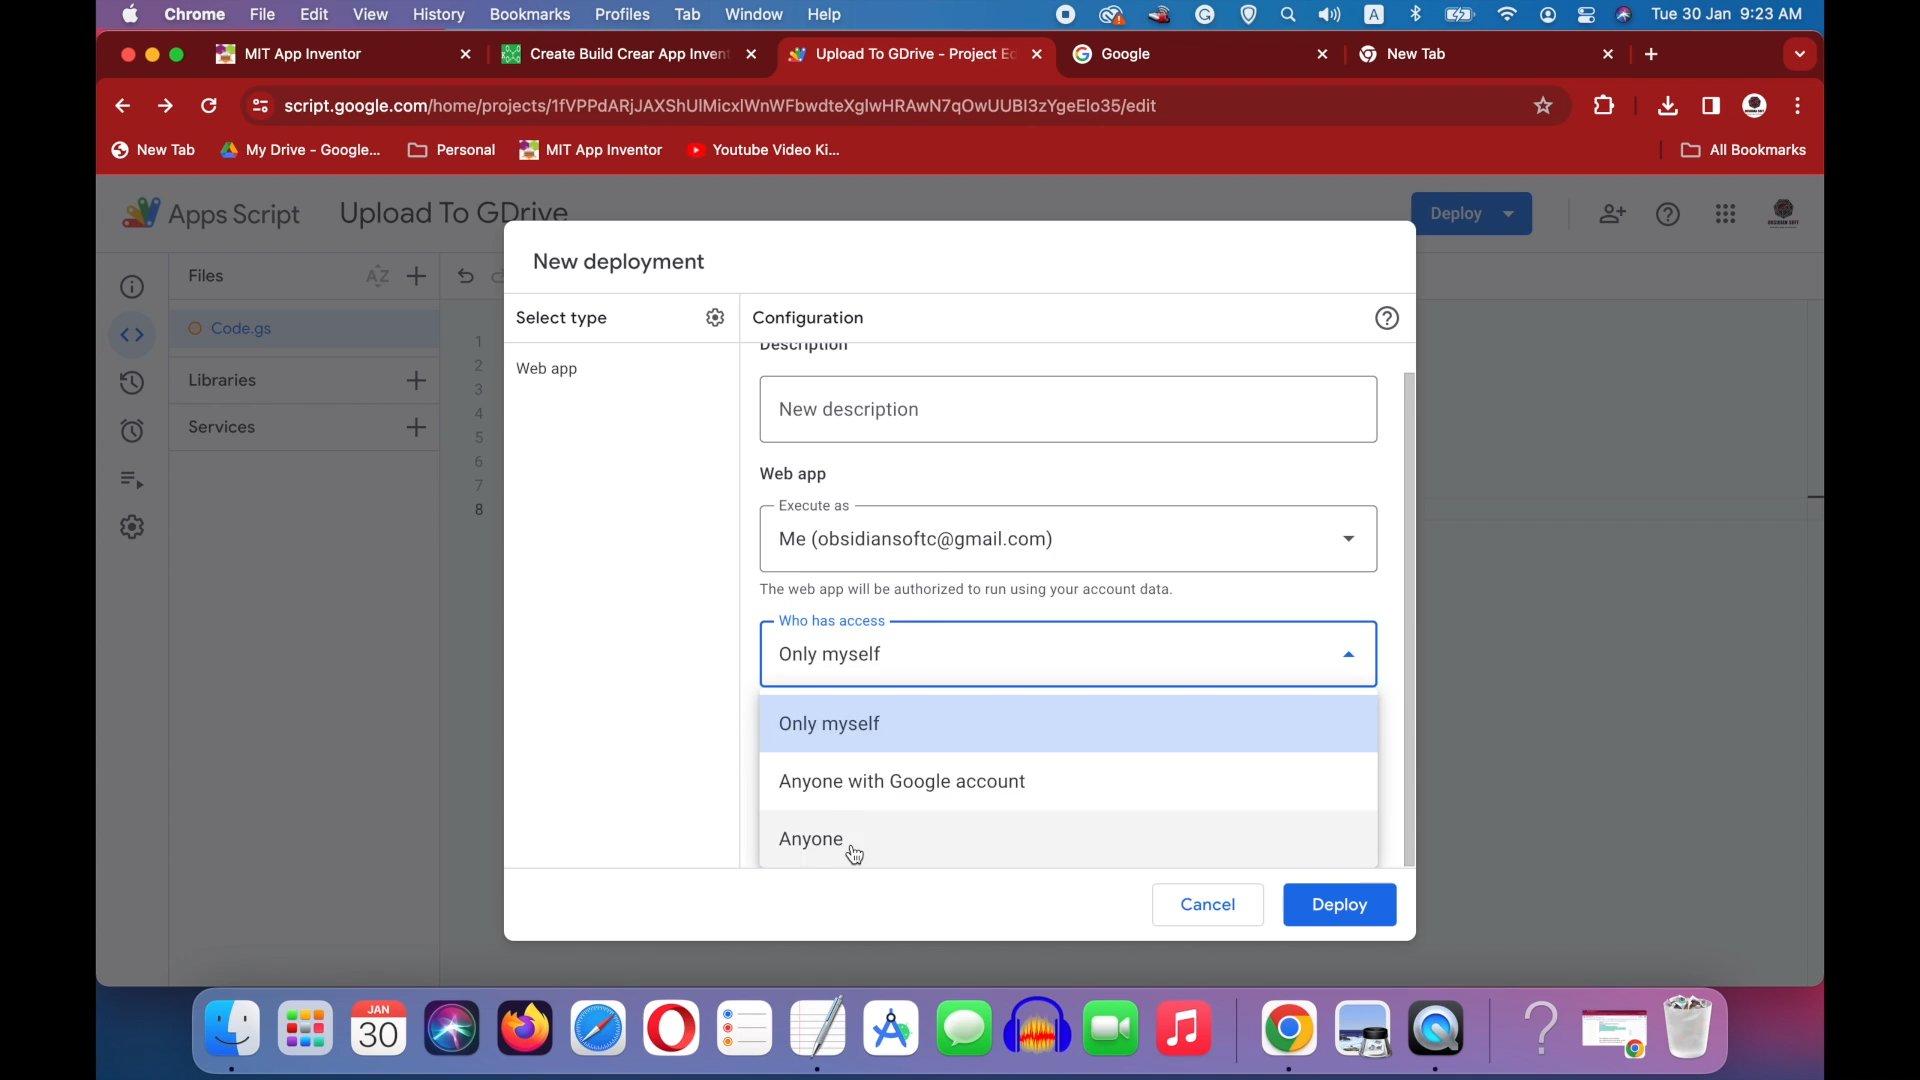 Chrome File Edit View History Bookmarks Profiles Tab Window Help A Tue 30 Jan 9:23 AM
MIT App Inventor Create Build Crear App Invent Upload To GDrive - Project Ed Google New Tab
script.google.com/home/projects/1fVPPdARjJAXShUlMicxlWnWFbwdteXglwHRAwN7qOwUUBl3zYgeElo35/edit
New Tab My Drive - Google... Personal MIT App Inventor Youtube Video Ki... All Bookmarks
Apps Script Upload To GDrive Deploy
New deployment
Files AZ
Select type Configuration
Code.gs
Description
1
Web app
2
Libraries
3
New description
4
Services
5
6
Web app
7
Execute as
8
Me (obsidiansoftc@gmail.com)
The web app will be authorized to run using your account data.
Who has access
Only myself
Only myself
Anyone with Google account
Anyone
Cancel Deploy
JAN
30